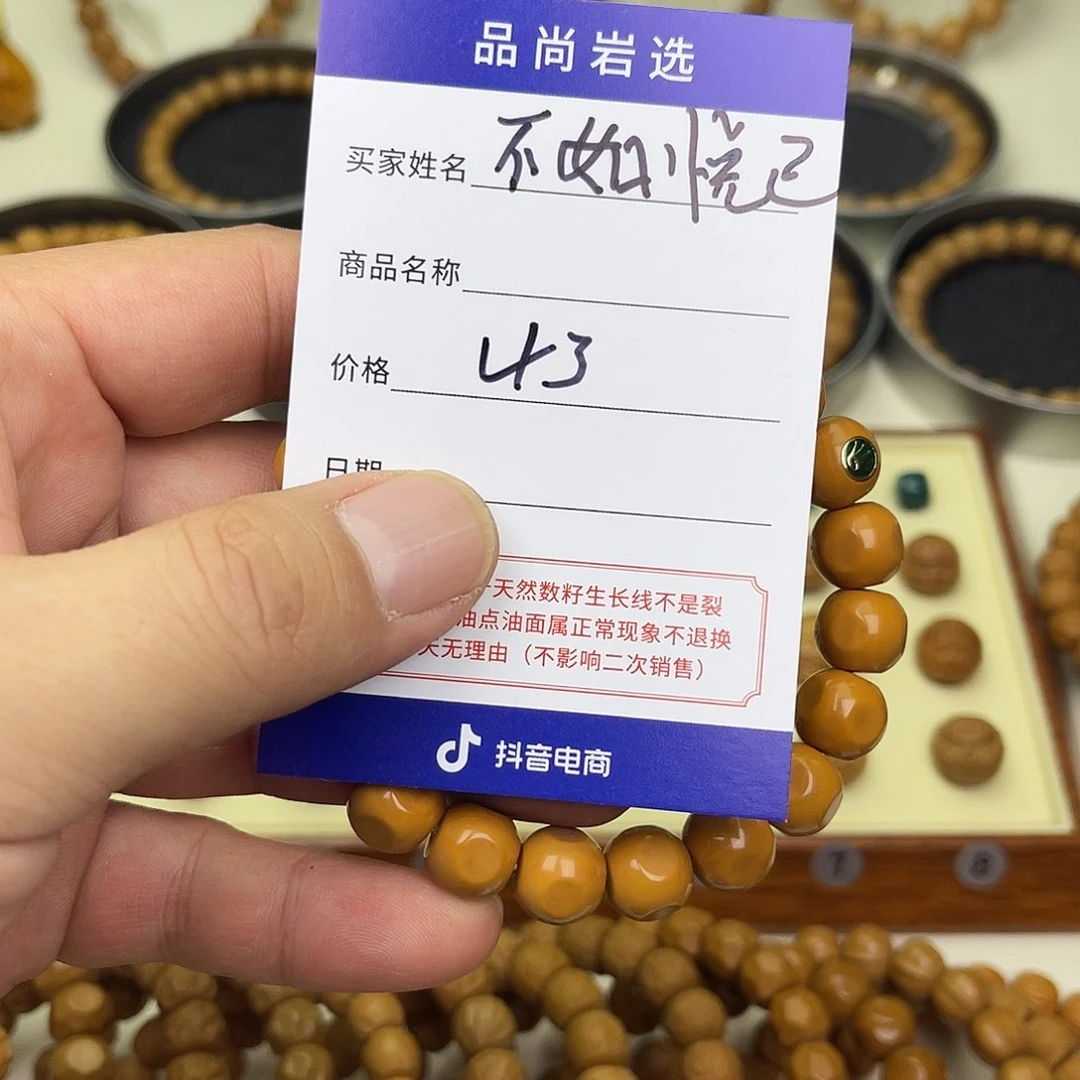 品尚岩选
买家姓名 不如悦己
商品名称
价格 43
日期
天然数籽生长线不是裂
油点油面属正常现象不退换
天无理由（不影响二次销售）
抖音电商